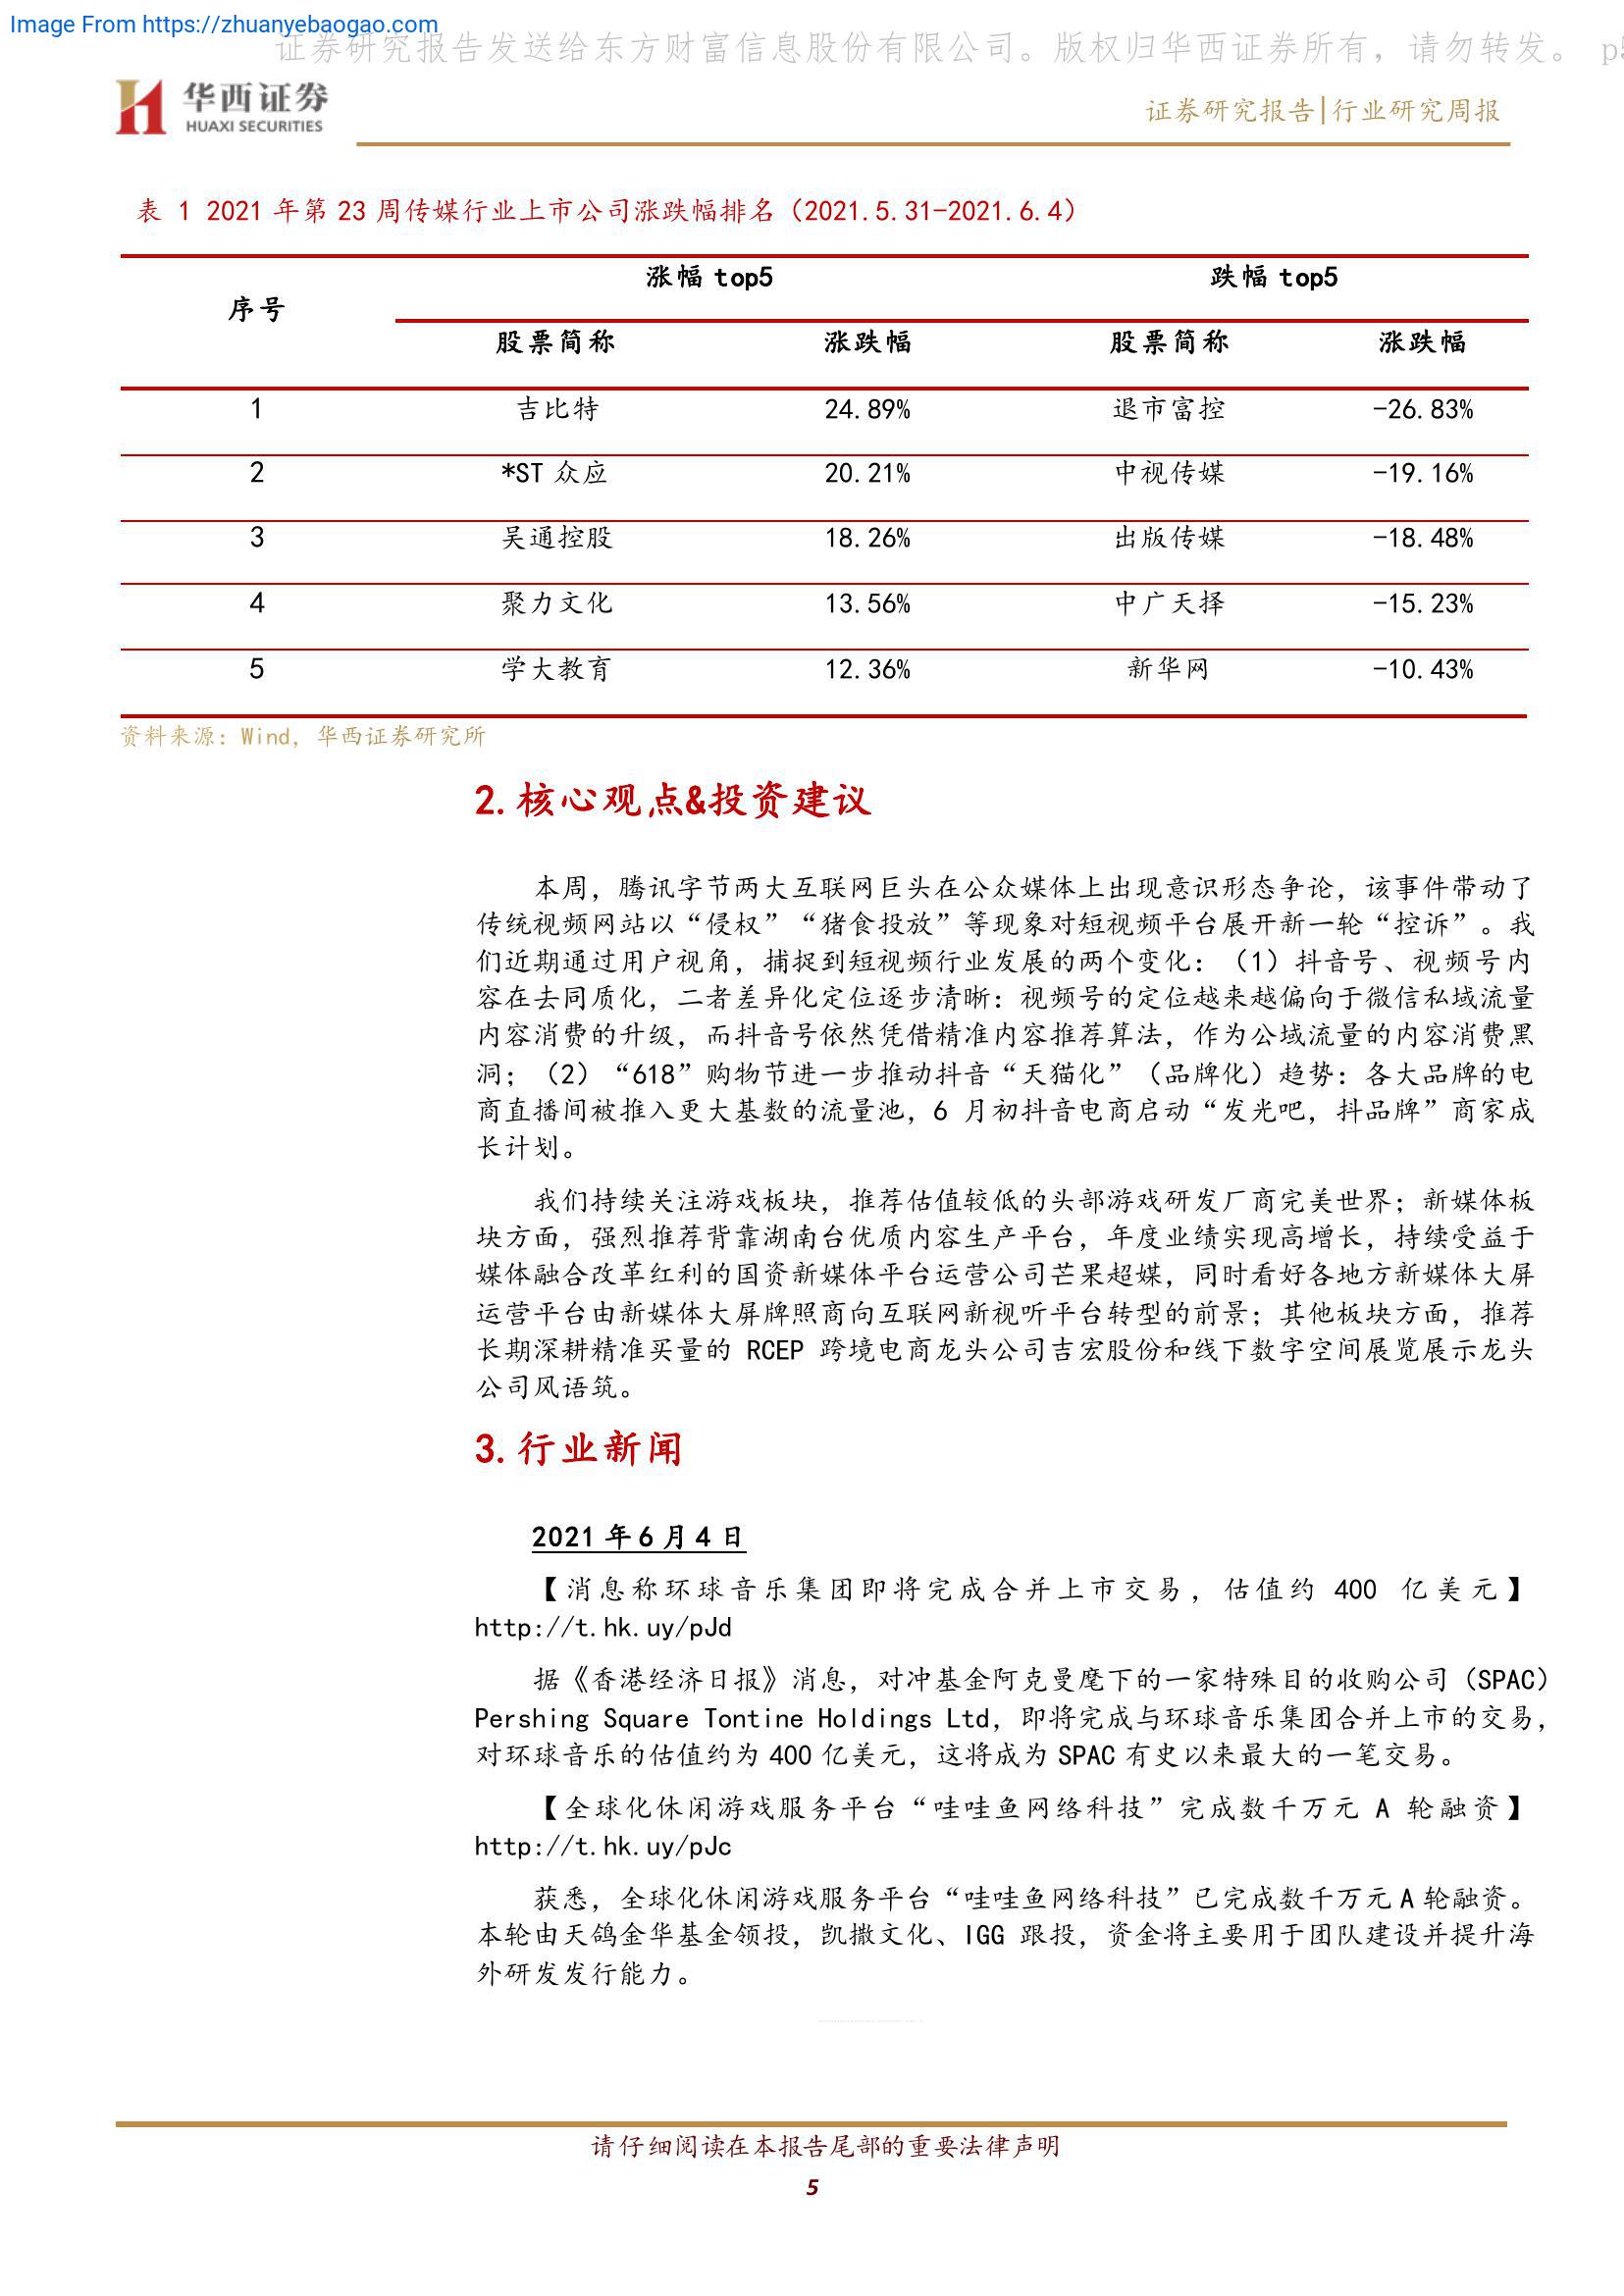 Image From https://zhuanyebaogao.com
证券研究报告发送给东方财富信息股份有限公司。版权归华西证券所有，请勿转发。 p5
华西证券
HUAXI SECURITIES
证券研究报告|行业研究周报
表 1 2021 年第 23 周传媒行业上市公司涨跌幅排名（2021.5.31-2021.6.4）
序号 涨幅 top5 跌幅 top5
股票简称 涨跌幅 股票简称 涨跌幅
1 吉比特 24.89% 退市富控 -26.83%
2 *ST 众应 20.21% 中视传媒 -19.16%
3 吴通控股 18.26% 出版传媒 -18.48%
4 聚力文化 13.56% 中广天择 -15.23%
5 学大教育 12.36% 新华网 -10.43%
资料来源：Wind，华西证券研究所
2.核心观点&投资建议
本周，腾讯字节两大互联网巨头在公众媒体上出现意识形态争论，该事件带动了
传统视频网站以“侵权”“猪食投放”等现象对短视频平台展开新一轮“控诉”。我
们近期通过用户视角，捕捉到短视频行业发展的两个变化：（1）抖音号、视频号内
容在去同质化，二者差异化定位逐步清晰：视频号的定位越来越偏向于微信私域流量
内容消费的升级，而抖音号依然凭借精准内容推荐算法，作为公域流量的内容消费黑
洞；（2）“618”购物节进一步推动抖音“天猫化”（品牌化）趋势：各大品牌的电
商直播间被推入更大基数的流量池，6 月初抖音电商启动“发光吧，抖品牌”商家成
长计划。
我们持续关注游戏板块，推荐估值较低的头部游戏研发厂商完美世界；新媒体板
块方面，强烈推荐背靠湖南台优质内容生产平台，年度业绩实现高增长，持续受益于
媒体融合改革红利的国资新媒体平台运营公司芒果超媒，同时看好各地方新媒体大屏
运营平台由新媒体大屏牌照商向互联网新视听平台转型的前景；其他板块方面，推荐
长期深耕精准买量的 RCEP 跨境电商龙头公司吉宏股份和线下数字空间展览展示龙头
公司风语筑。
3.行业新闻
2021 年 6 月 4 日
【消息称环球音乐集团即将完成合并上市交易，估值约 400 亿美元】
http://t.hk.uy/pJd
据《香港经济日报》消息，对冲基金阿克曼麾下的一家特殊目的收购公司（SPAC）
Pershing Square Tontine Holdings Ltd，即将完成与环球音乐集团合并上市的交易，
对环球音乐的估值约为 400 亿美元，这将成为 SPAC 有史以来最大的一笔交易。
【全球化休闲游戏服务平台“哇哇鱼网络科技”完成数千万元 A 轮融资】
http://t.hk.uy/pJc
获悉，全球化休闲游戏服务平台“哇哇鱼网络科技”已完成数千万元 A 轮融资。
本轮由天鸽金华基金领投，凯撒文化、IGG 跟投，资金将主要用于团队建设并提升海
外研发发行能力。
请仔细阅读在本报告尾部的重要法律声明
5